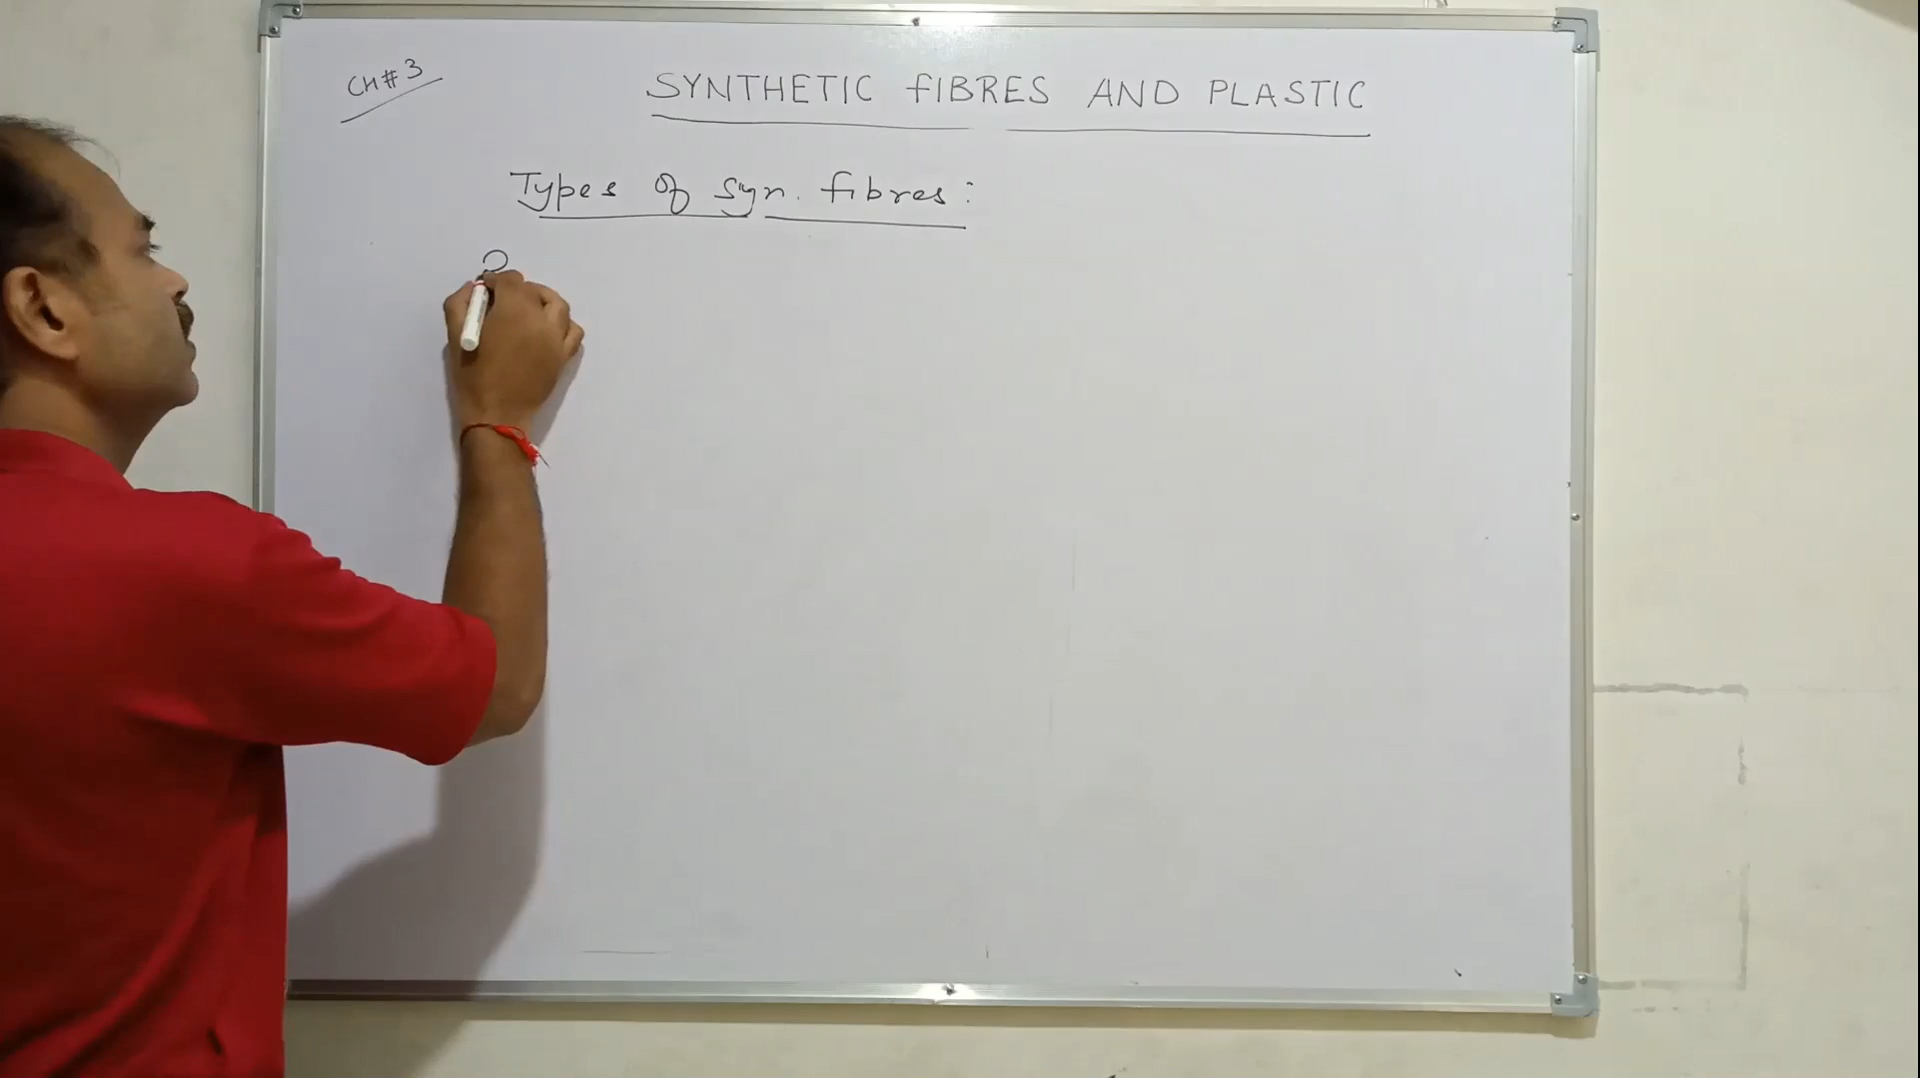 CH# 3
SYNTHETIC FIBRES AND PLASTIC
Types of Syn. fibres: